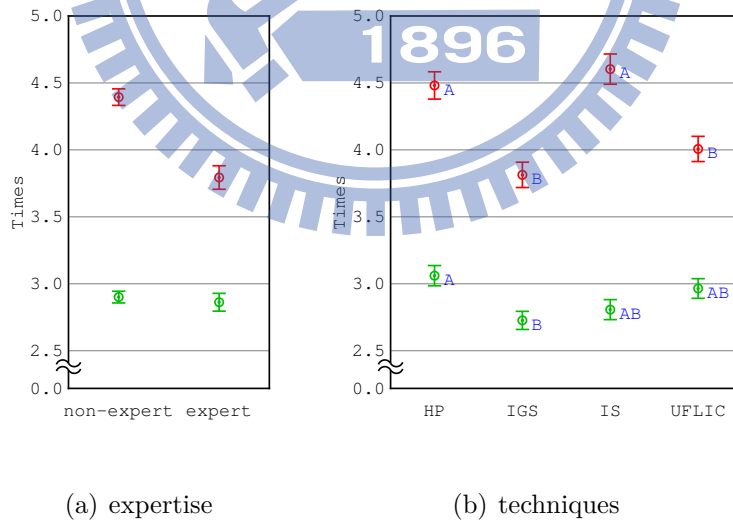 5.0
4.5
4.0
3.5
3.0
2.5
0.0
Times
non-expert expert
(a) expertise
1896
5.0
4.5
4.0
3.5
3.0
2.5
0.0
Times
A
B
A
B
A
B
AB
AB
HP IGS IS UFLIC
(b) techniques